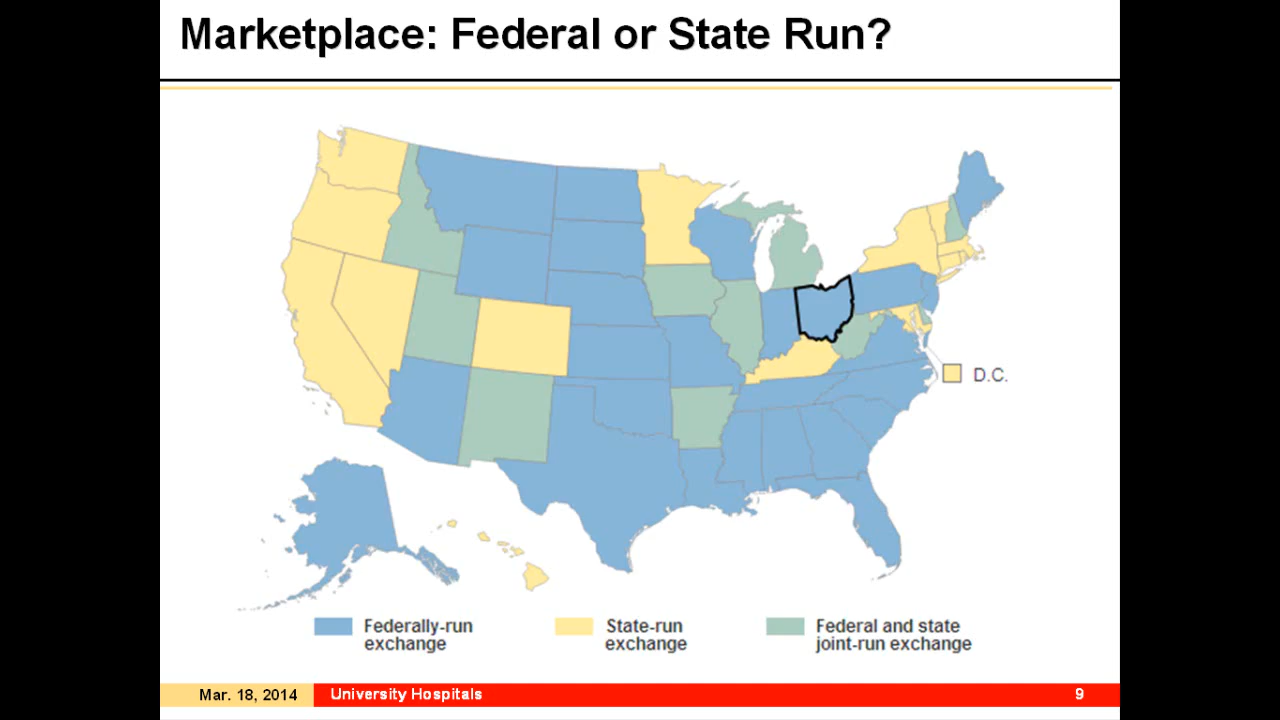 Marketplace: Federal or State Run?
D.C.
Federally-run
exchange
State-run
exchange
Federal and state
joint-run exchange
Mar. 18, 2014
University Hospitals
9